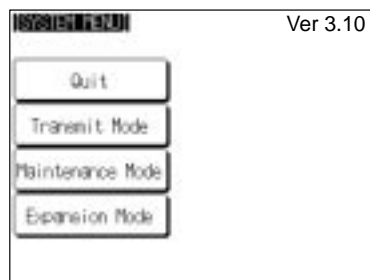 [SYSTEM MENU]
Ver 3.10
Quit
Transmit Mode
Maintenance Mode
Expansion Mode